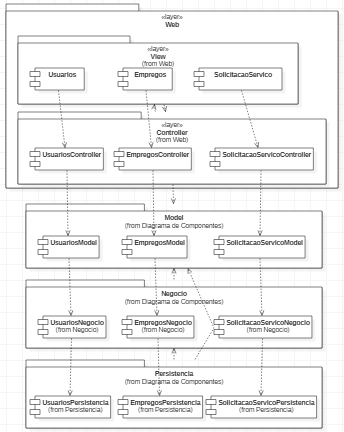 «layer»
Web
«layer»
View
(from Web)
Usuarios
Empregos
SolicitacaoServico
«layer»
Controller
(from Web)
UsuariosController
EmpregosController
SolicitacaoServicoController
Model
(from Diagrama de Componentes)
UsuariosModel
EmpregosModel
SolicitacaoServicoModel
Negocio
(from Diagrama de Componentes)
UsuariosNegocio
(from Negocio)
EmpregosNegocio
(from Negocio)
SolicitacaoServicoNegocio
(from Negocio)
Persistencia
(from Diagrama de Componentes)
UsuariosPersistencia
(from Persistencia)
EmpregosPersistencia
(from Persistencia)
SolicitacaoServicoPersistencia
(from Persistencia)